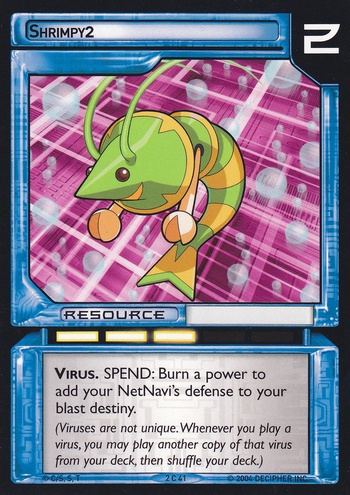 Shrimpy2
2
RESOURCE
Virus. SPEND: Burn a power to
add your NetNavi's defense to your
blast destiny.
(Viruses are not unique. Whenever you play a
virus, you may play another copy of that virus
from your deck, then shuffle your deck.)
© C/S, S, T 2 C 41 © 2004 DECIPHER INC.